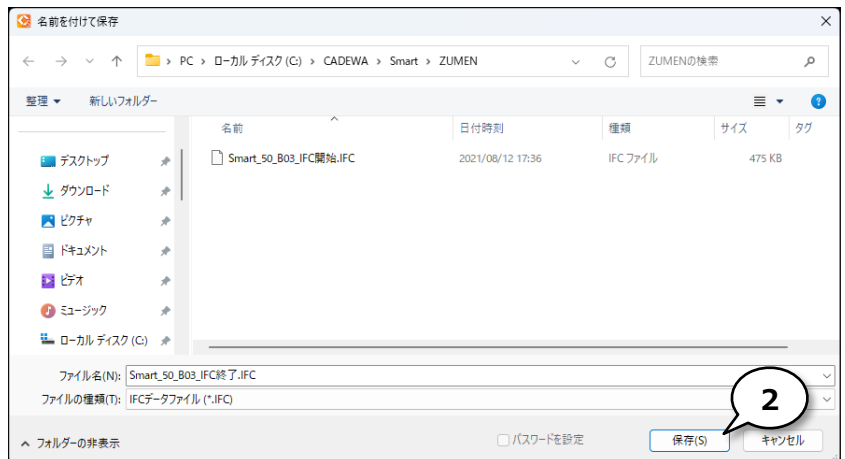 名前を付けて保存
PC › ローカル ディスク (C:) › CADEWA › Smart › ZUMEN
ZUMENの検索
整理 新しいフォルダー
名前 日付時刻 種類 サイズ タグ
Smart_50_B03_IFC開始.IFC 2021/08/12 17:36 IFC ファイル 475 KB
デスクトップ
ダウンロード
ピクチャ
ドキュメント
ビデオ
ミュージック
ローカル ディスク (C:)
ファイル名(N): Smart_50_B03_IFC終了.IFC
ファイルの種類(T): IFCデータファイル (*.IFC)
2
フォルダーの非表示 パスワードを設定 保存(S) キャンセル